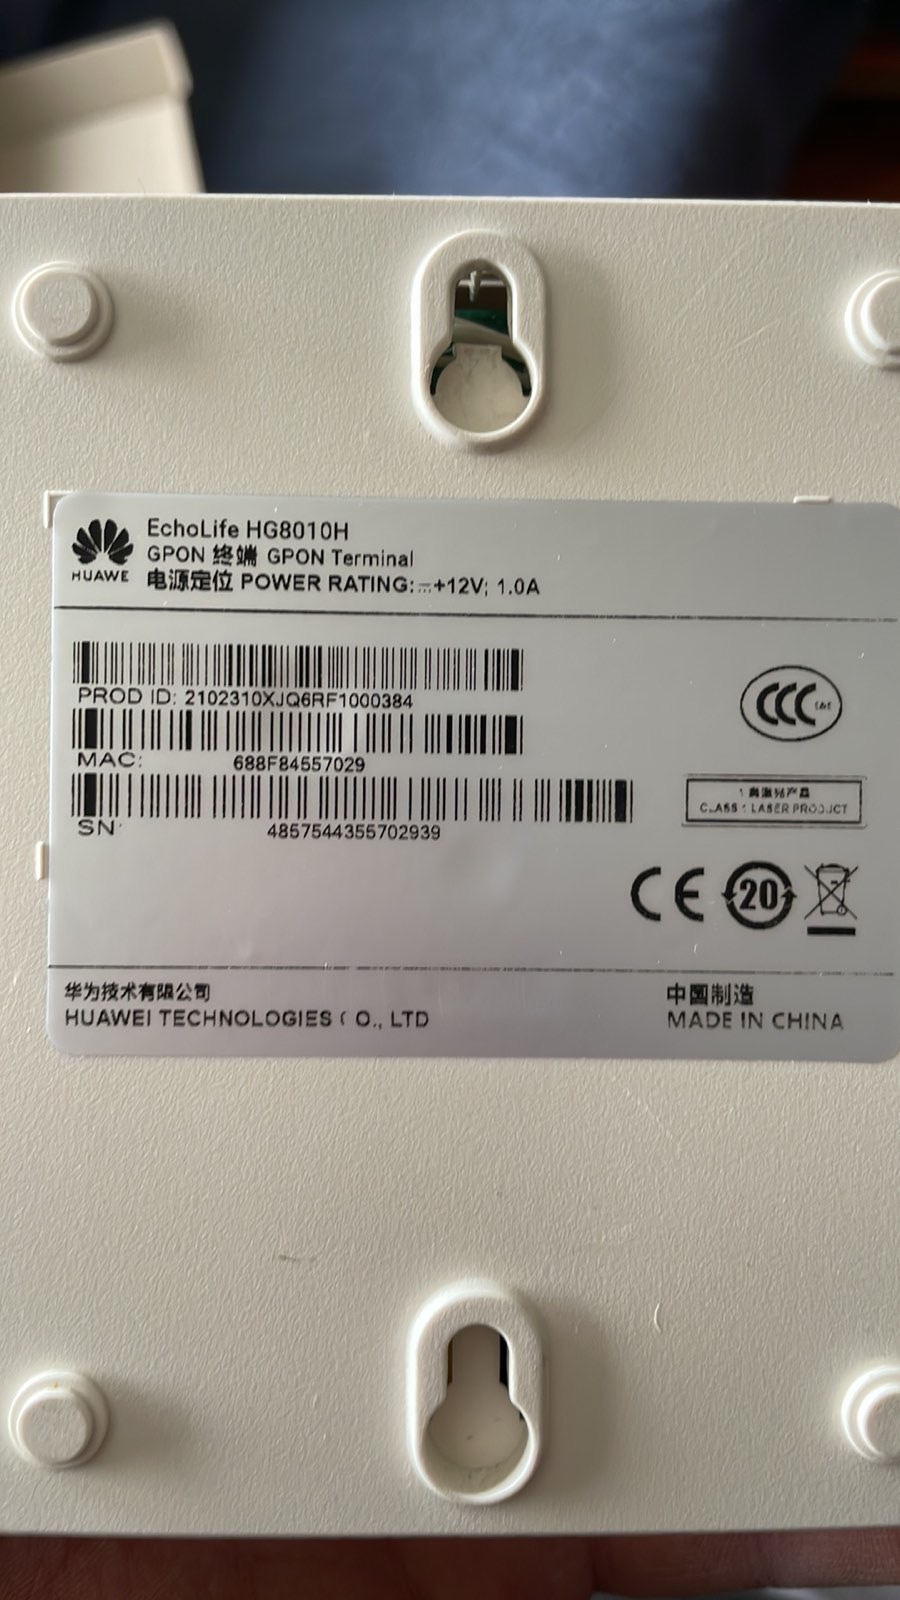 EchoLife HG8010H
GPON 终端 GPON Terminal
HUAWE
电源定位 POWER RATING: ⎓+12V; 1.0A
PROD ID: 2102310XJQ6RF1000384
MAC: 688F84557029
SN: 4857544355702939
CCC
CLASS 1 LASER PRODUCT
CE 20
华为技术有限公司
HUAWEI TECHNOLOGIES ( O., LTD
中国制造
MADE IN CHINA